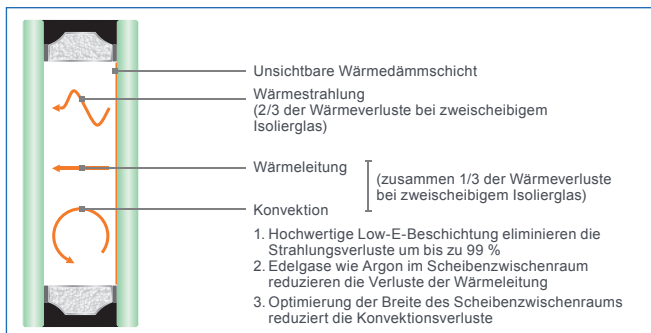 Unsichtbare Wärmedämmschicht
Wärmestrahlung
(2/3 der Wärmeverluste bei zweischeibigem
Isolierglas)
Wärmeleitung
(zusammen 1/3 der Wärmeverluste
bei zweischeibigem Isolierglas)
Konvektion
1. Hochwertige Low-E-Beschichtung eliminieren die
Strahlungsverluste um bis zu 99 %
2. Edelgase wie Argon im Scheibenzwischenraum
reduzieren die Verluste der Wärmeleitung
3. Optimierung der Breite des Scheibenzwischenraums
reduziert die Konvektionsverluste